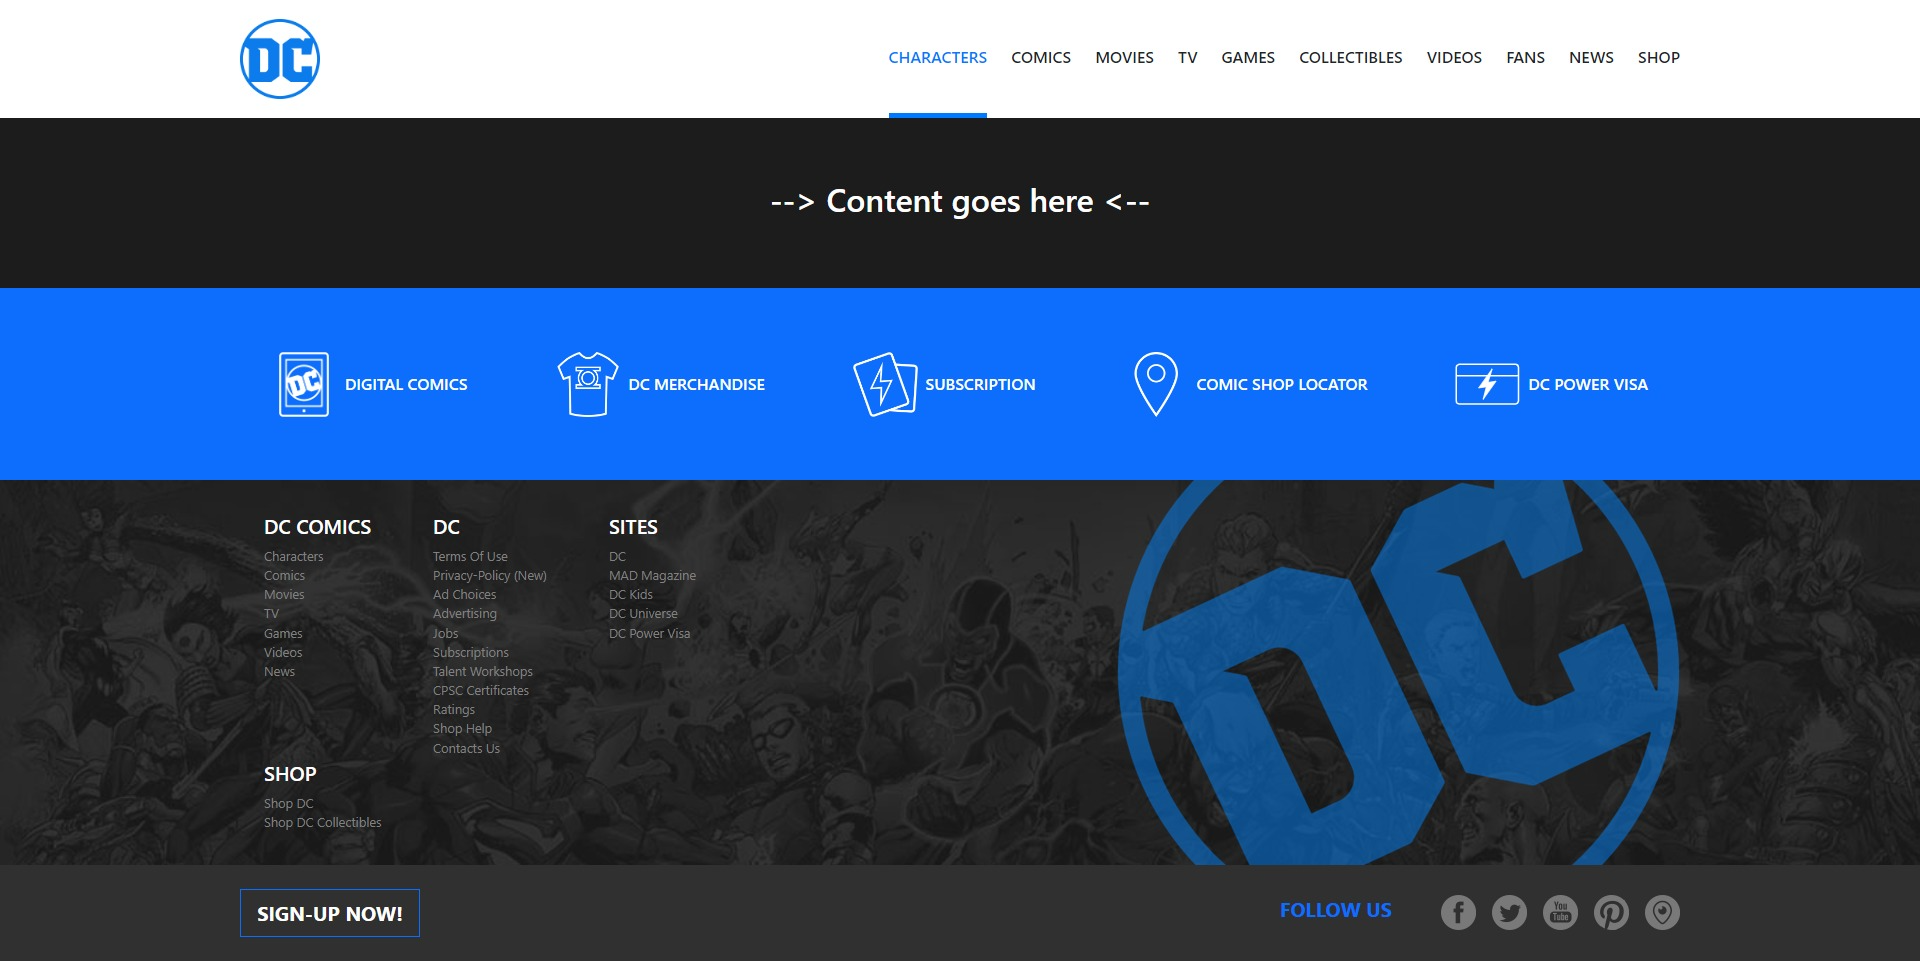 DC
CHARACTERS COMICS MOVIES TV GAMES COLLECTIBLES VIDEOS FANS NEWS SHOP
--> Content goes here <--
DC DIGITAL COMICS DC MERCHANDISE SUBSCRIPTION COMIC SHOP LOCATOR DC POWER VISA
DC COMICS
Characters
Comics
Movies
TV
Games
Videos
News
SHOP
Shop DC
Shop DC Collectibles
DC
Terms Of Use
Privacy-Policy (New)
Ad Choices
Advertising
Jobs
Subscriptions
Talent Workshops
CPSC Certificates
Ratings
Shop Help
Contacts Us
SITES
DC
MAD Magazine
DC Kids
DC Universe
DC Power Visa
DC
SIGN-UP NOW!
FOLLOW US
You
Tube